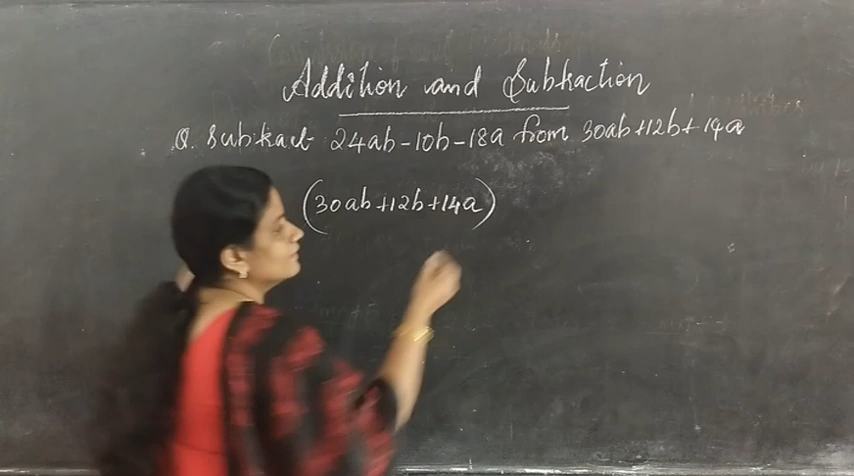 Addition and Subtraction
Q. Subtract 24ab-10b-18a from 30ab+12b+14a
(30ab+12b+14a)